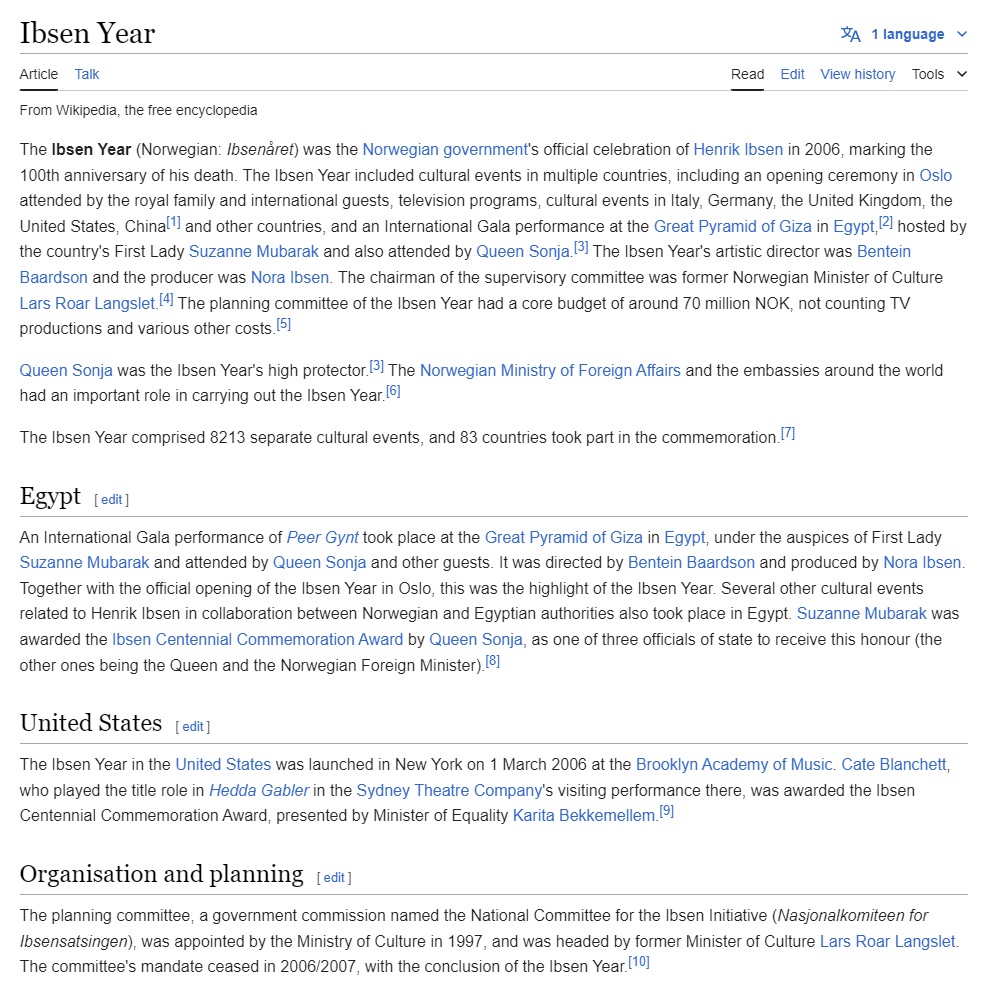 Ibsen Year
1 language
Article Talk
Read Edit View history Tools
From Wikipedia, the free encyclopedia
The Ibsen Year (Norwegian: Ibsenåret) was the Norwegian government's official celebration of Henrik Ibsen in 2006, marking the
100th anniversary of his death. The Ibsen Year included cultural events in multiple countries, including an opening ceremony in Oslo
attended by the royal family and international guests, television programs, cultural events in Italy, Germany, the United Kingdom, the
United States, China[1] and other countries, and an International Gala performance at the Great Pyramid of Giza in Egypt,[2] hosted by
the country's First Lady Suzanne Mubarak and also attended by Queen Sonja.[3] The Ibsen Year's artistic director was Bentein
Baardson and the producer was Nora Ibsen. The chairman of the supervisory committee was former Norwegian Minister of Culture
Lars Roar Langslet.[4] The planning committee of the Ibsen Year had a core budget of around 70 million NOK, not counting TV
productions and various other costs.[5]
Queen Sonja was the Ibsen Year's high protector.[3] The Norwegian Ministry of Foreign Affairs and the embassies around the world
had an important role in carrying out the Ibsen Year.[6]
The Ibsen Year comprised 8213 separate cultural events, and 83 countries took part in the commemoration.[7]
Egypt [ edit ]
An International Gala performance of Peer Gynt took place at the Great Pyramid of Giza in Egypt, under the auspices of First Lady
Suzanne Mubarak and attended by Queen Sonja and other guests. It was directed by Bentein Baardson and produced by Nora Ibsen.
Together with the official opening of the Ibsen Year in Oslo, this was the highlight of the Ibsen Year. Several other cultural events
related to Henrik Ibsen in collaboration between Norwegian and Egyptian authorities also took place in Egypt. Suzanne Mubarak was
awarded the Ibsen Centennial Commemoration Award by Queen Sonja, as one of three officials of state to receive this honour (the
other ones being the Queen and the Norwegian Foreign Minister).[8]
United States [ edit ]
The Ibsen Year in the United States was launched in New York on 1 March 2006 at the Brooklyn Academy of Music. Cate Blanchett,
who played the title role in Hedda Gabler in the Sydney Theatre Company's visiting performance there, was awarded the Ibsen
Centennial Commemoration Award, presented by Minister of Equality Karita Bekkemellem.[9]
Organisation and planning [ edit ]
The planning committee, a government commission named the National Committee for the Ibsen Initiative (Nasjonalkomiteen for
Ibsensatsingen), was appointed by the Ministry of Culture in 1997, and was headed by former Minister of Culture Lars Roar Langslet.
The committee's mandate ceased in 2006/2007, with the conclusion of the Ibsen Year.[10]